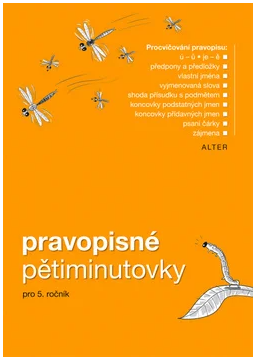 Procvičování pravopisu:
ú – ů • je – ě
předpony a předložky
vlastní jména
vyjmenovaná slova
shoda přísudku s podmětem
koncovky podstatných jmen
koncovky přídavných jmen
psaní čárky
zájmena
ALTER
pravopisné
pětiminutovky
pro 5. ročník